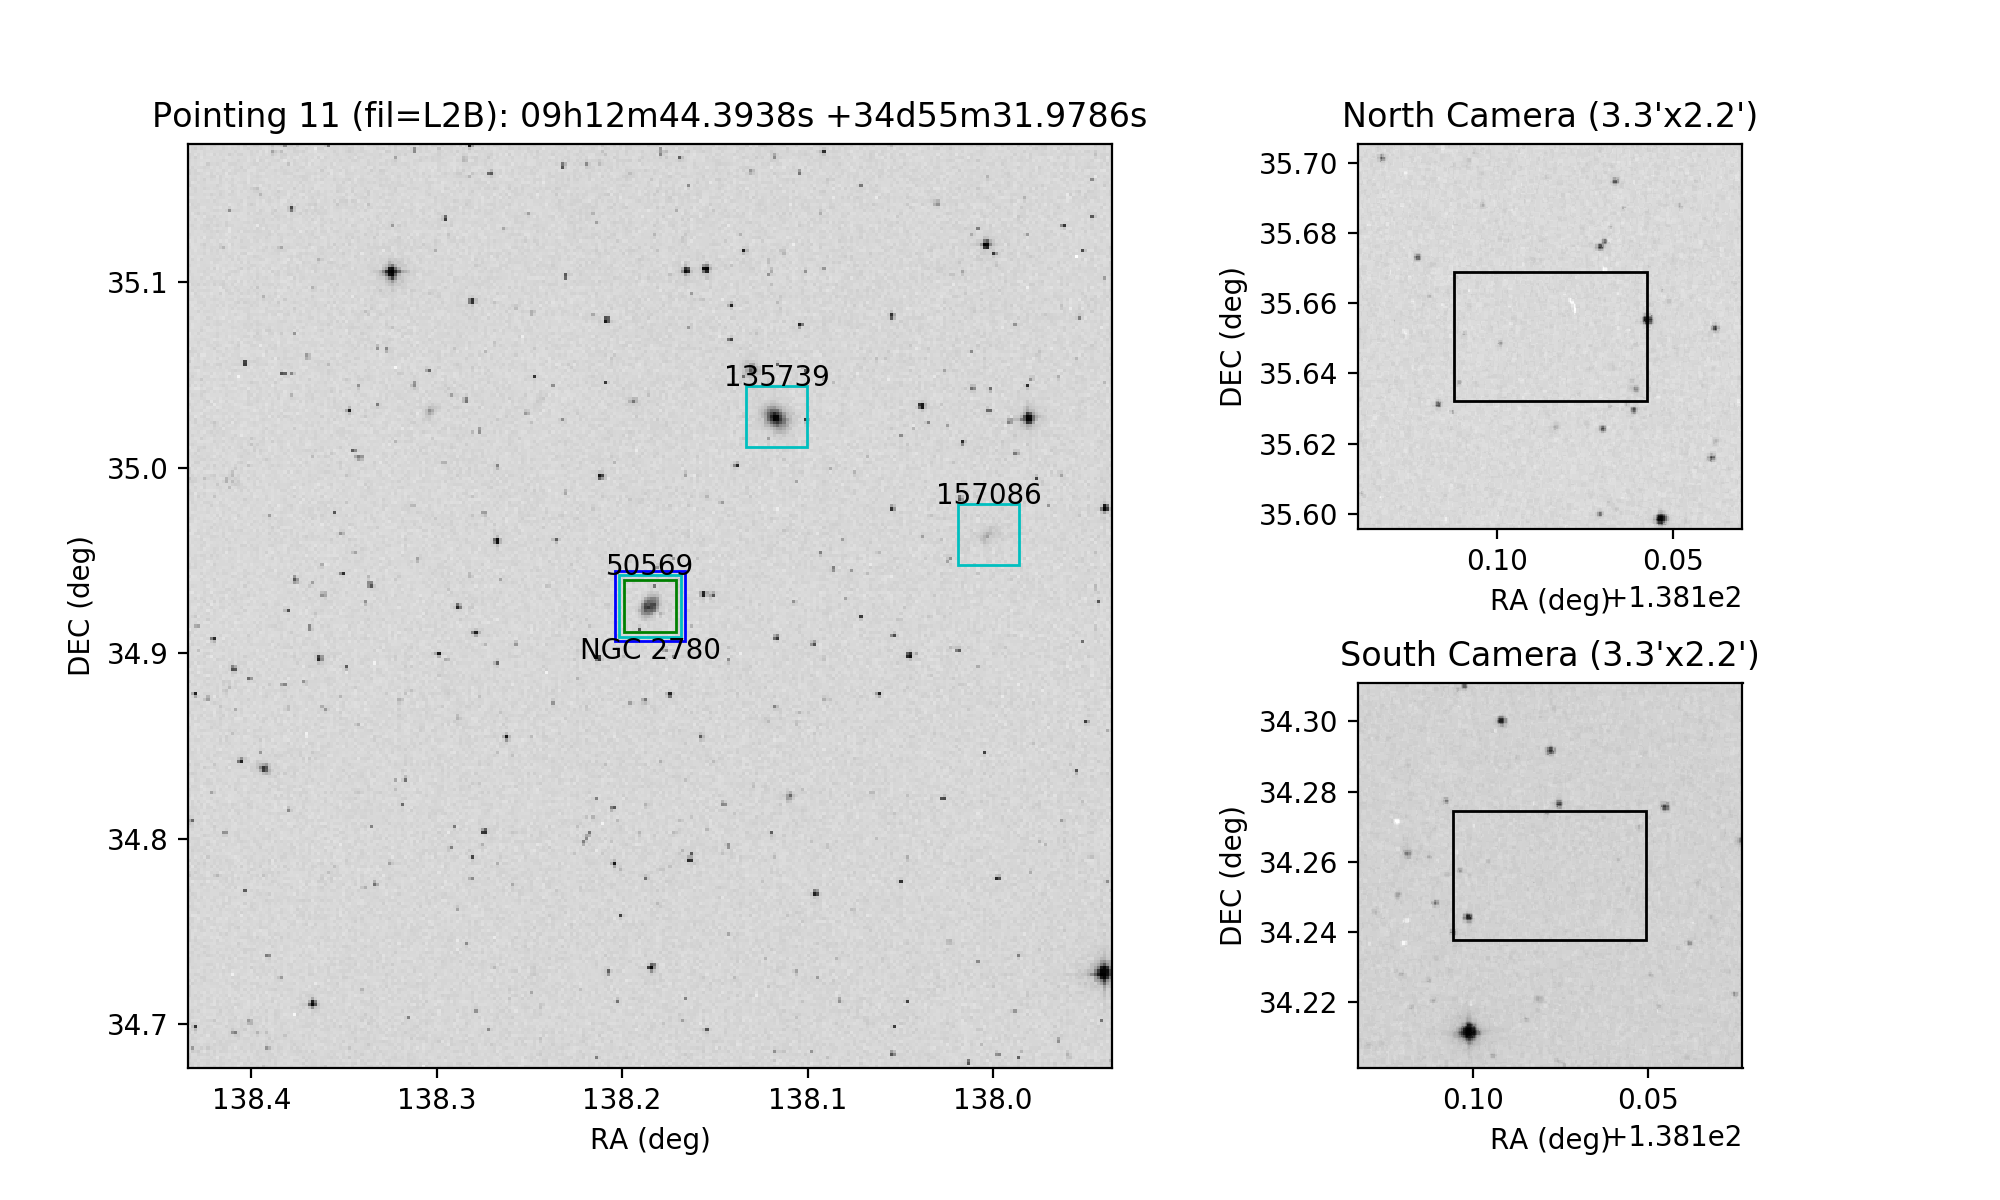 Pointing 11 (fil=L2B): 09h12m44.3938s +34d55m31.9786s
DEC (deg)
35.1
35.0
34.9
34.8
34.7
135739
157086
50569
NGC 2780
138.4 138.3 138.2 138.1 138.0
RA (deg)
North Camera (3.3'x2.2')
DEC (deg)
35.70
35.68
35.66
35.64
35.62
35.60
0.10 0.05
RA (deg)
+1.381e2
South Camera (3.3'x2.2')
DEC (deg)
34.30
34.28
34.26
34.24
34.22
0.10 0.05
RA (deg)
+1.381e2